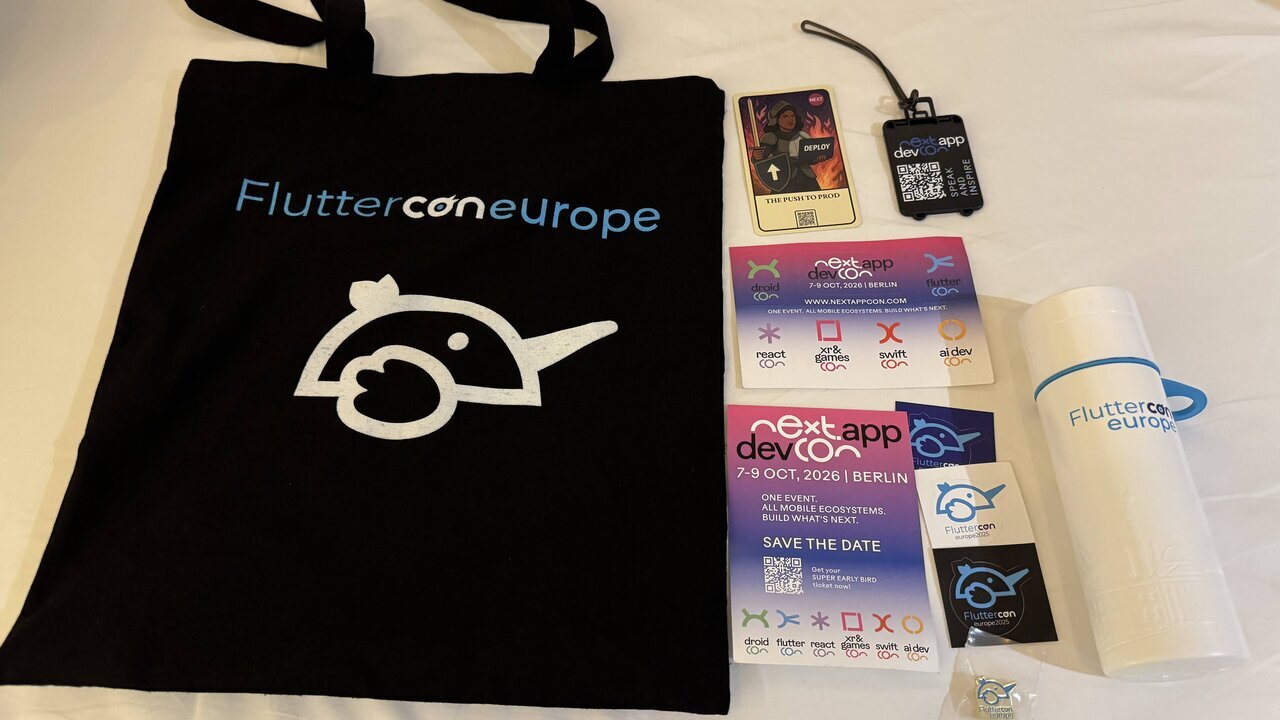 Fluttercon europe
NEXT
DEPLOY
THE PUSH TO PROD
next.app
devcon
SPEAK
AND
INSPIRE
next.app
devcon
7-9 OCT, 2026 | BERLIN
droid
con
flutter
con
WWW.NEXTAPPCON.COM
ONE EVENT. ALL MOBILE ECOSYSTEMS. BUILD WHAT'S NEXT.
react
con
xr&
games
con
swift
con
ai dev
con
next.app
devcon
7-9 OCT, 2026 | BERLIN
ONE EVENT.
ALL MOBILE ECOSYSTEMS.
BUILD WHAT'S NEXT.
SAVE THE DATE
Get your
SUPER EARLY BIRD
ticket now!
droid
con
flutter
con
react
con
xr&
games
con
swift
con
ai dev
con
Fluttercon
Fluttercon
europe2025
Fluttercon
europe2025
Fluttercon
europe
Fluttercon
europe